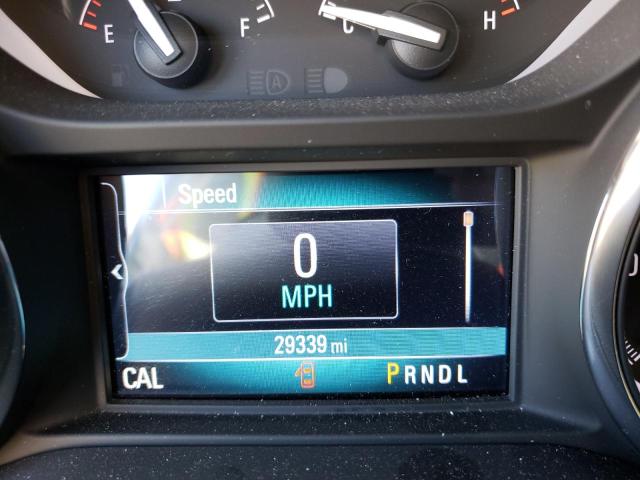 E F C H
A
Speed
0
MPH
29339 mi
CAL PRNDL